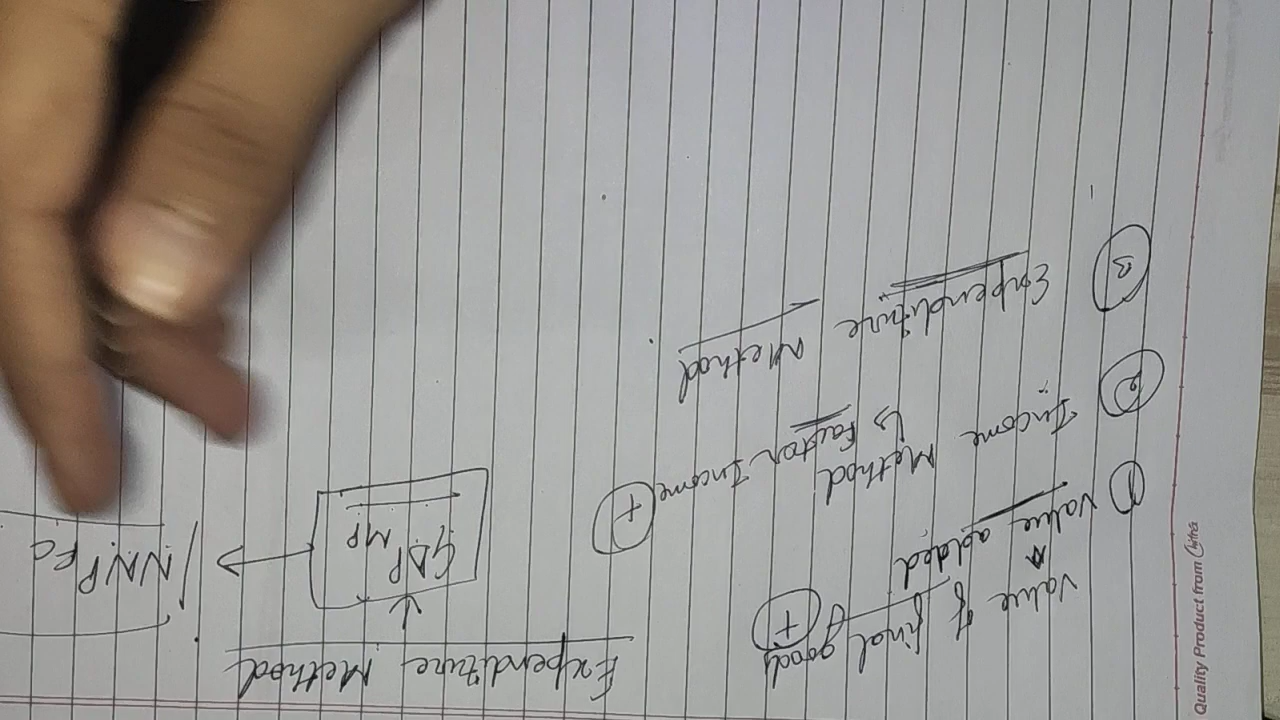 Value of final goods +
① Value added
② Income Method
↳ Factor Income +
③ Expenditure Method
Expenditure Method
↓
GDP MP → NNP FC
Quality Product from